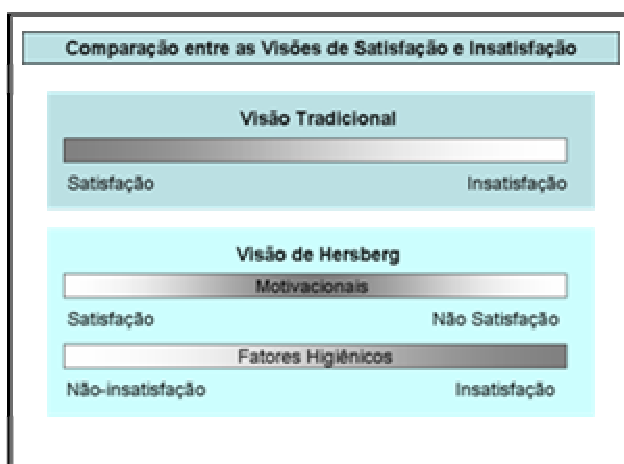 Comparação entre as Visões de Satisfação e Insatisfação
Visão Tradicional
Satisfação Insatisfação
Visão de Hersberg
Motivacionais
Satisfação Não Satisfação
Fatores Higiênicos
Não-insatisfação Insatisfação